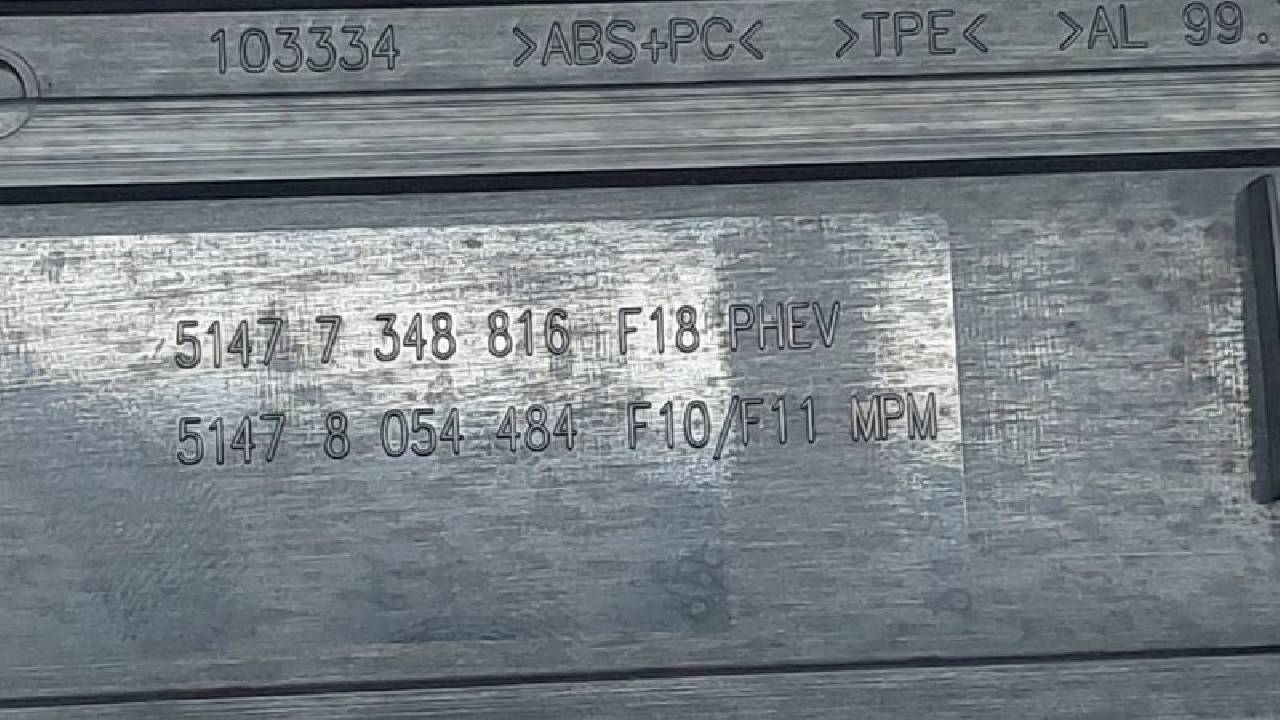 103334 >ABS+PC< >TPE< >AL 99.
5147 7 348 816 F18 PHEV
5147 8 054 484 F10/F11 MPM